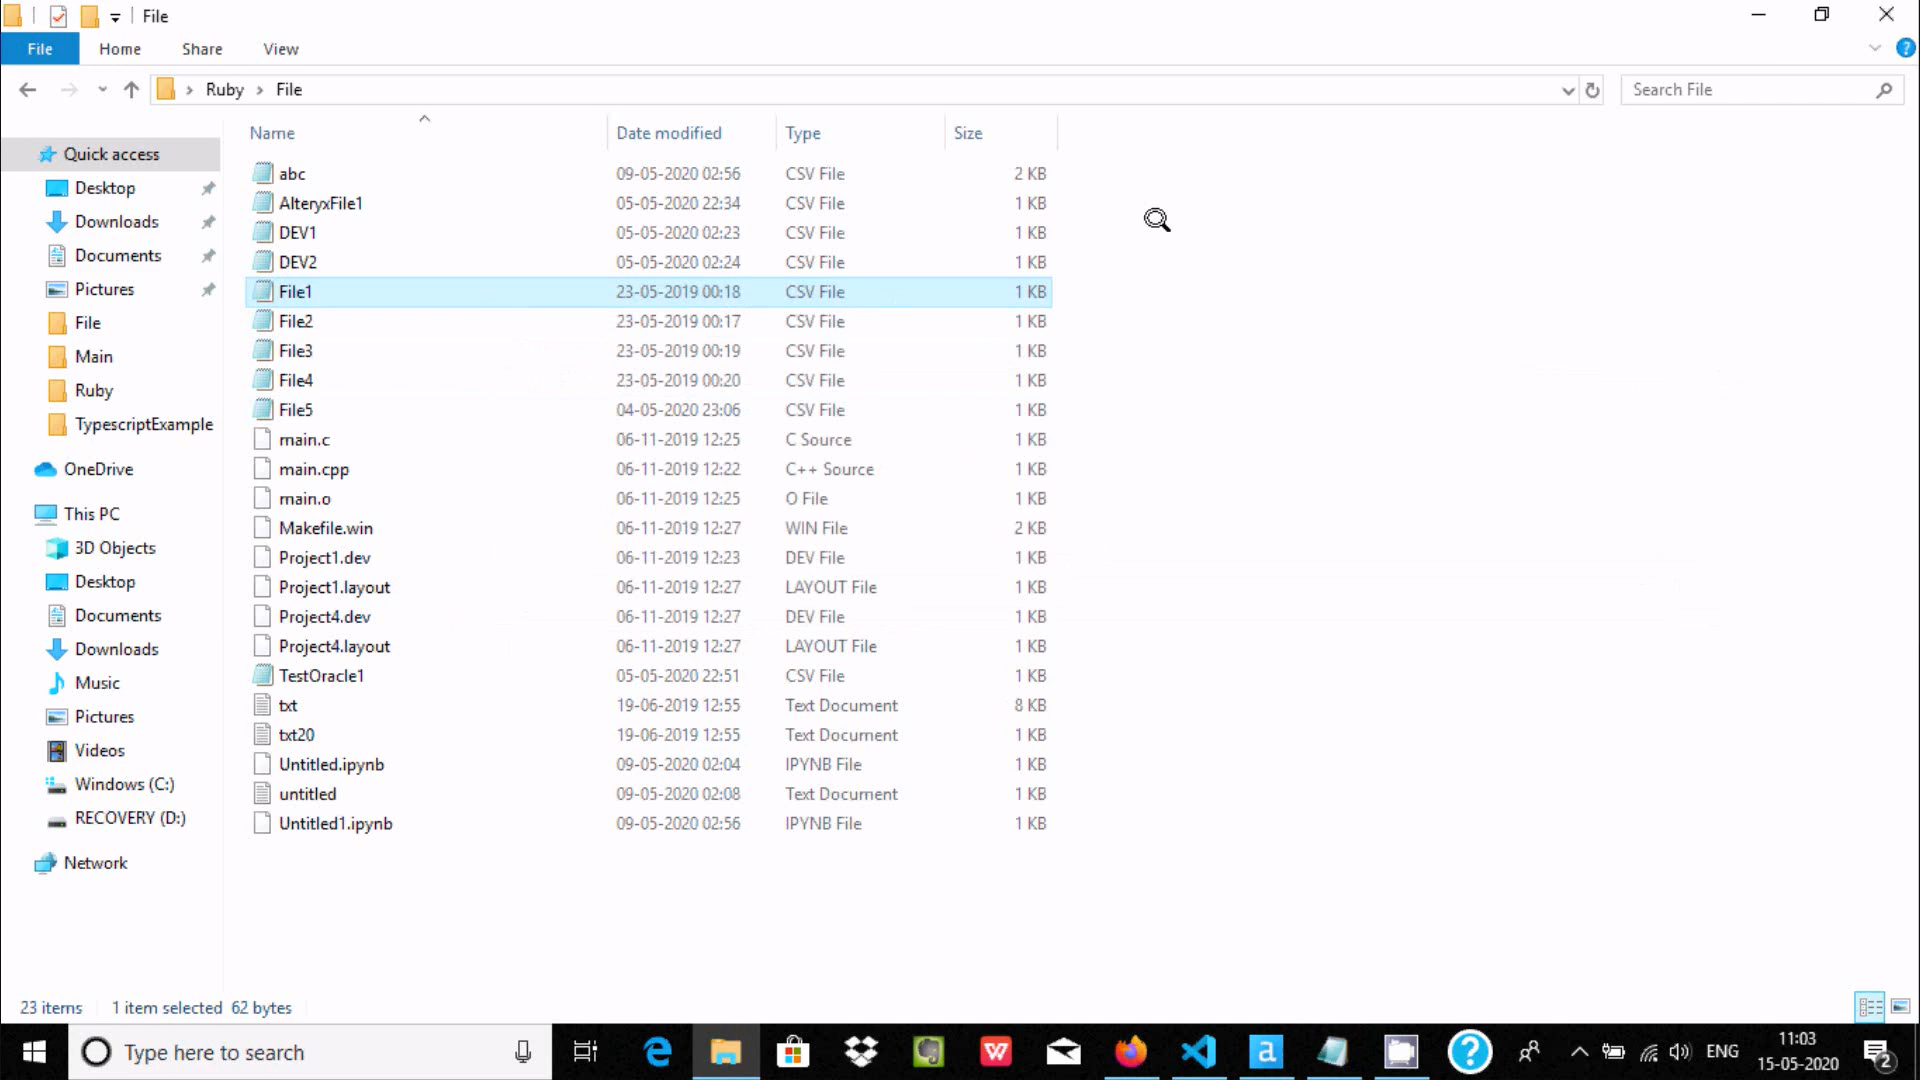 File
File Home Share View
Ruby > File
Search File
Name Date modified Type Size
Quick access
Desktop
Downloads
Documents
Pictures
File
Main
Ruby
TypescriptExample
OneDrive
This PC
3D Objects
Desktop
Documents
Downloads
Music
Pictures
Videos
Windows (C:)
RECOVERY (D:)
Network
abc 09-05-2020 02:56 CSV File 2 KB
AlteryxFile1 05-05-2020 22:34 CSV File 1 KB
DEV1 05-05-2020 02:23 CSV File 1 KB
DEV2 05-05-2020 02:24 CSV File 1 KB
File1 23-05-2019 00:18 CSV File 1 KB
File2 23-05-2019 00:17 CSV File 1 KB
File3 23-05-2019 00:19 CSV File 1 KB
File4 23-05-2019 00:20 CSV File 1 KB
File5 04-05-2020 23:06 CSV File 1 KB
main.c 06-11-2019 12:25 C Source 1 KB
main.cpp 06-11-2019 12:22 C++ Source 1 KB
main.o 06-11-2019 12:25 O File 1 KB
Makefile.win 06-11-2019 12:27 WIN File 2 KB
Project1.dev 06-11-2019 12:23 DEV File 1 KB
Project1.layout 06-11-2019 12:27 LAYOUT File 1 KB
Project4.dev 06-11-2019 12:27 DEV File 1 KB
Project4.layout 06-11-2019 12:27 LAYOUT File 1 KB
TestOracle1 05-05-2020 22:51 CSV File 1 KB
txt 19-06-2019 12:55 Text Document 8 KB
txt20 19-06-2019 12:55 Text Document 1 KB
Untitled.ipynb 09-05-2020 02:04 IPYNB File 1 KB
untitled 09-05-2020 02:08 Text Document 1 KB
Untitled1.ipynb 09-05-2020 02:56 IPYNB File 1 KB
23 items 1 item selected 62 bytes
Type here to search
ENG
11:03
15-05-2020
2